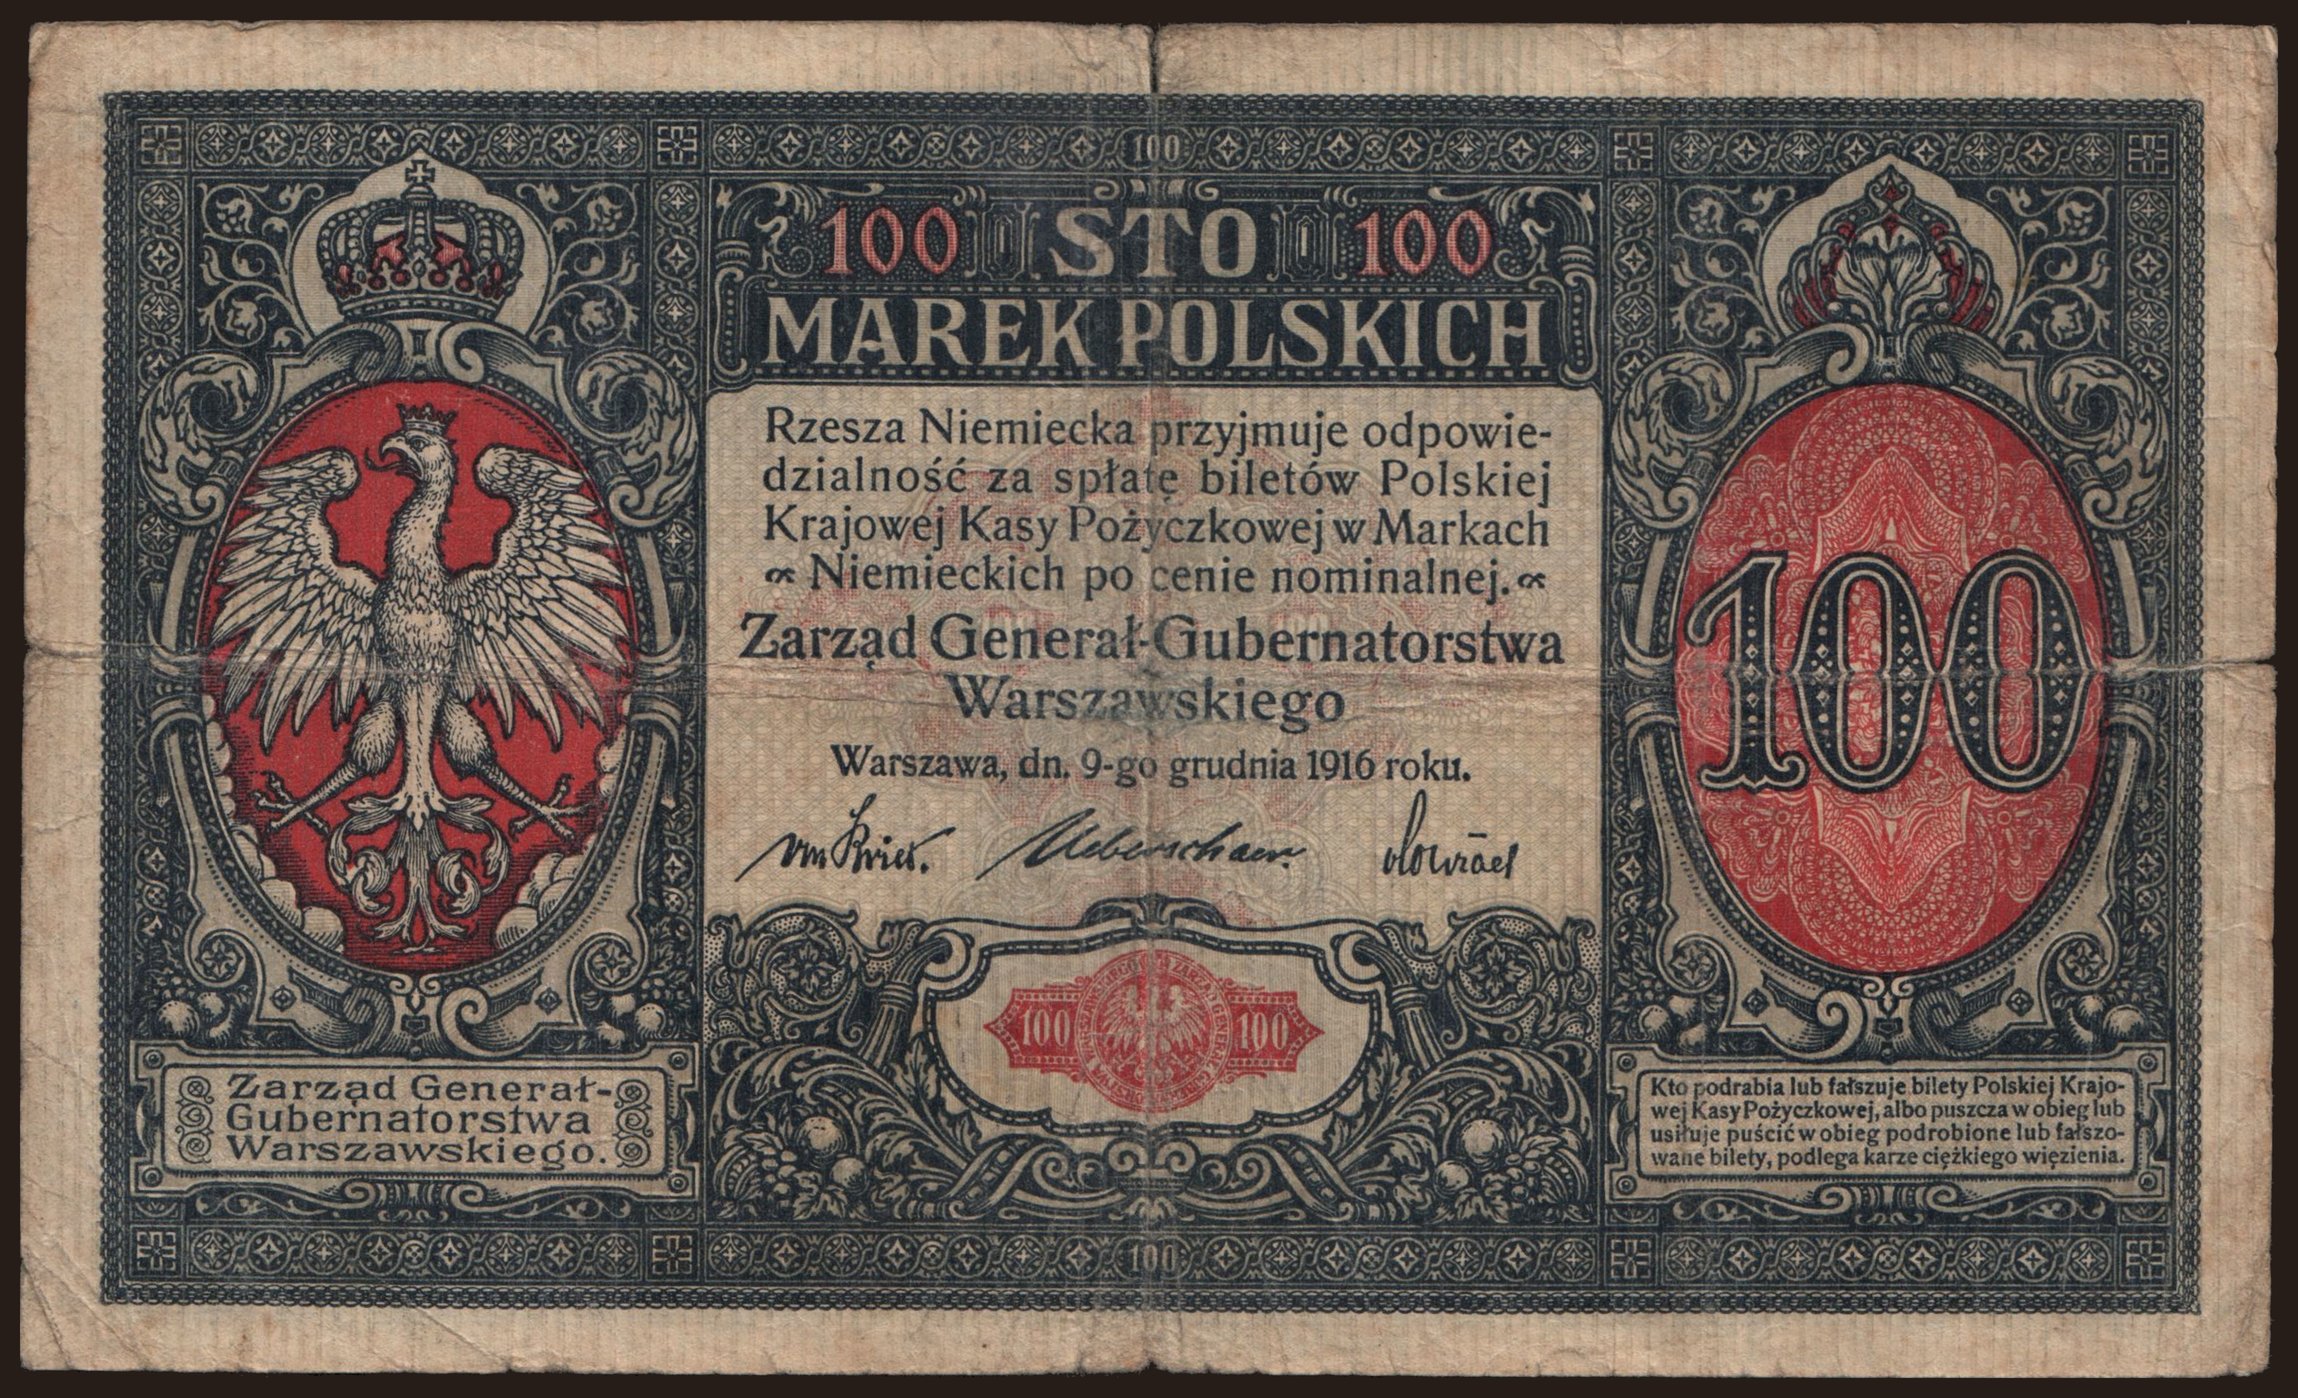 100
100 STO 100
MAREK POLSKICH
Rzesza Niemiecka przyjmuje odpowie-
dzialność za spłatę biletów Polskiej
Krajowej Kasy Pożyczkowej w Markach
Niemieckich po cenie nominalnej.
Zarząd Generał-Gubernatorstwa
Warszawskiego
Warszawa, dn. 9-go grudnia 1916 roku.
100
100 100
Zarząd Generał-
Gubernatorstwa
Warszawskiego.
Kto podrabia lub fałszuje bilety Polskiej Krajo-
wej Kasy Pożyczkowej, albo puszcza w obieg lub
usiłuje puścić w obieg podrobione lub fałszo-
wane bilety, podlega karze ciężkiego więzienia.
100